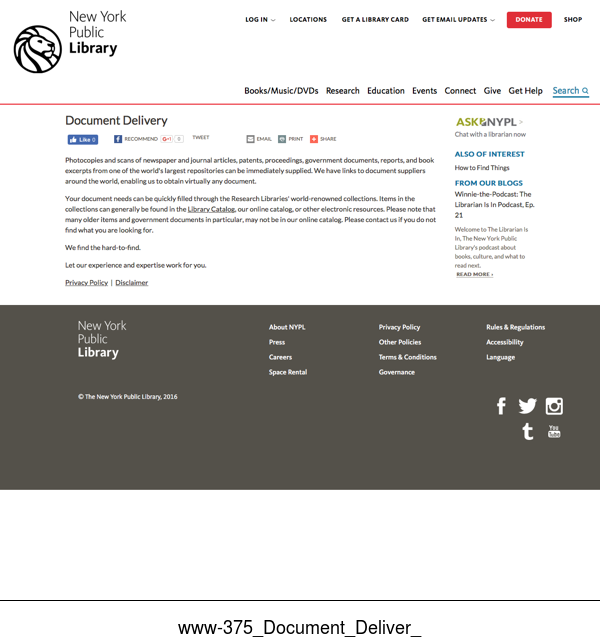 New York
Public
Library
LOG IN
LOCATIONS
GET A LIBRARY CARD
GET EMAIL UPDATES
DONATE
SHOP
Books/Music/DVDs
Research
Education
Events
Connect
Give
Get Help
Search
Document Delivery
Like 0
RECOMMEND
G+1
0
TWEET
EMAIL
PRINT
SHARE
Photocopies and scans of newspaper and journal articles, patents, proceedings, government documents, reports, and book
excerpts from one of the world's largest repositories can be immediately supplied. We have links to document suppliers
around the world, enabling us to obtain virtually any document.
Your document needs can be quickly filled through the Research Libraries' world-renowned collections. Items in the
collections can generally be found in the Library Catalog, our online catalog, or other electronic resources. Please note that
many older items and government documents in particular, may not be in our online catalog. Please contact us if you do not
find what you are looking for.
We find the hard-to-find.
Let our experience and expertise work for you.
Privacy Policy | Disclaimer
ASK NYPL >
Chat with a librarian now
ALSO OF INTEREST
How to Find Things
FROM OUR BLOGS
Winnie-the-Podcast: The
Librarian Is In Podcast, Ep.
21
Welcome to The Librarian Is
In, The New York Public
Library's podcast about
books, culture, and what to
read next.
READ MORE ›
New York
Public
Library
© The New York Public Library, 2016
About NYPL
Press
Careers
Space Rental
Privacy Policy
Other Policies
Terms & Conditions
Governance
Rules & Regulations
Accessibility
Language
You
Tube
www-375_Document_Deliver_